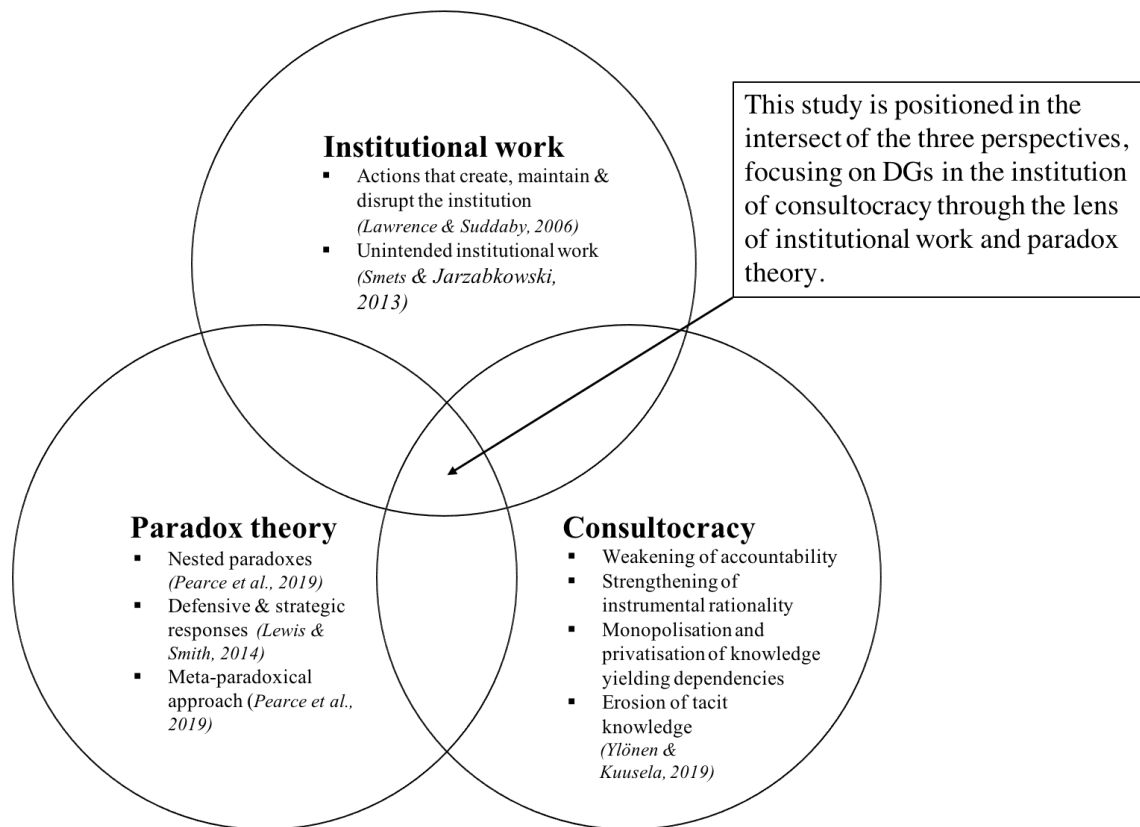 Institutional work
▪ Actions that create, maintain &
disrupt the institution
(Lawrence & Suddaby, 2006)
▪ Unintended institutional work
(Smets & Jarzabkowski,
2013)
This study is positioned in the
intersect of the three perspectives,
focusing on DGs in the institution
of consultocracy through the lens
of institutional work and paradox
theory.
Paradox theory
▪ Nested paradoxes
(Pearce et al., 2019)
▪ Defensive & strategic
responses (Lewis &
Smith, 2014)
▪ Meta-paradoxical
approach (Pearce et al.,
2019)
Consultocracy
▪ Weakening of accountability
▪ Strengthening of
instrumental rationality
▪ Monopolisation and
privatisation of knowledge
yielding dependencies
▪ Erosion of tacit
knowledge
(Ylönen &
Kuusela, 2019)